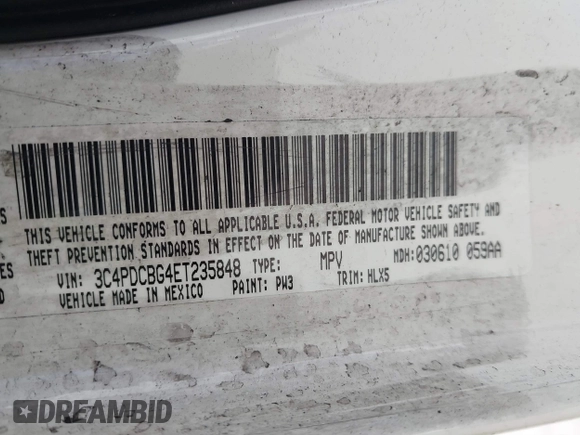 THIS VEHICLE CONFORMS TO ALL APPLICABLE U.S.A. FEDERAL MOTOR VEHICLE SAFETY AND
THEFT PREVENTION STANDARDS IN EFFECT ON THE DATE OF MANUFACTURE SHOWN ABOVE.
VIN: 3C4PDCBG4ET235848 TYPE: MPV MDH: 030610 059AA
VEHICLE MADE IN MEXICO PAINT: PW3 TRIM: HLX5
DREAMBID